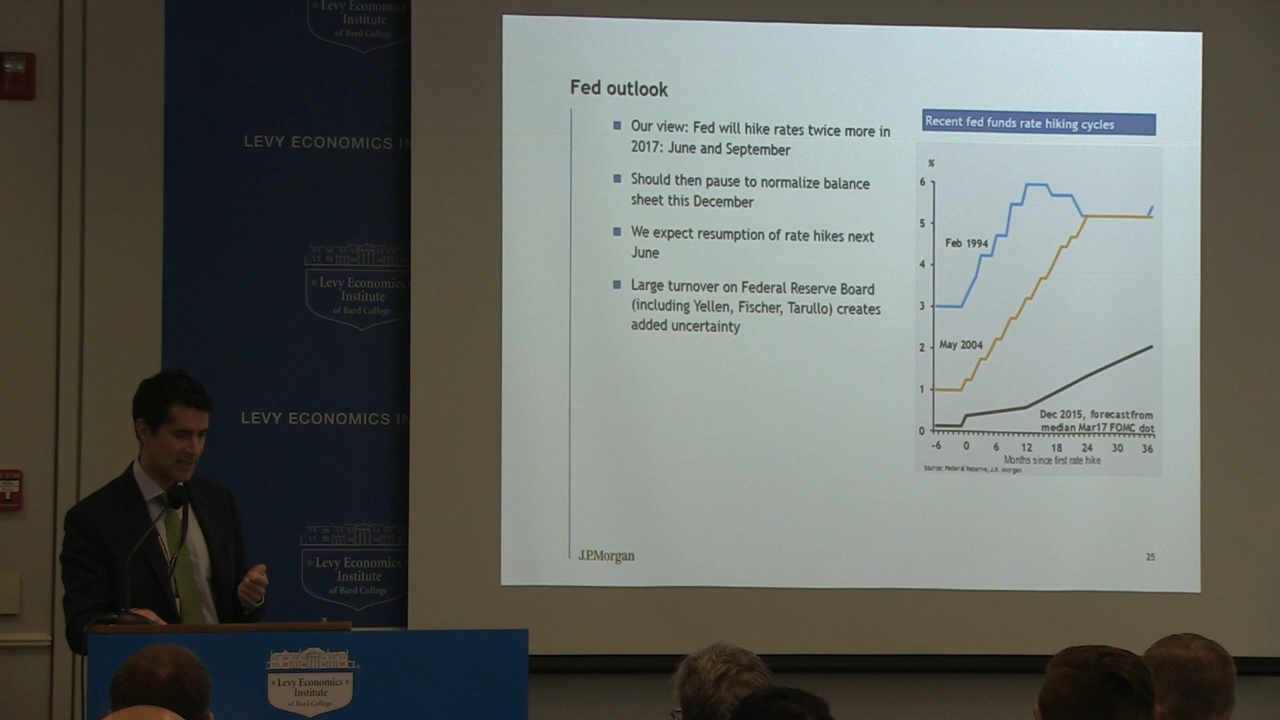 Levy Economics
Institute
of Bard College
LEVY ECONOMICS IN
Levy Economics
Institute
of Bard College
LEVY ECONOMICS IN
Levy Economics
Institute
of Bard College
Levy Economics
Institute
of Bard College
Fed outlook
Our view: Fed will hike rates twice more in
2017: June and September
Should then pause to normalize balance
sheet this December
We expect resumption of rate hikes next
June
Large turnover on Federal Reserve Board
(including Yellen, Fischer, Tarullo) creates
added uncertainty
Recent fed funds rate hiking cycles
%
6
5
Feb 1994
4
3
2
May 2004
1
Dec 2015, forecast from
median Mar17 FOMC dot
0
-6 0 6 12 18 24 30 36
Months since first rate hike
Source: Federal Reserve, J.P. Morgan
J.P.Morgan
25